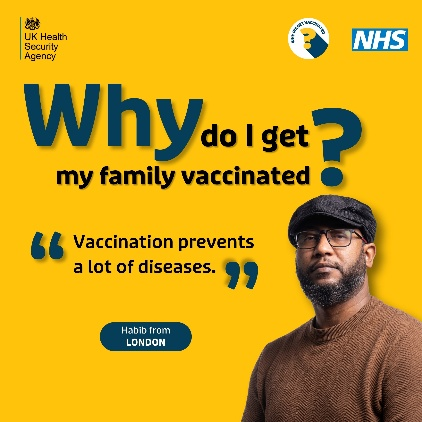 UK Health
Security
Agency
NHS
Why do I get
my family vaccinated?
“Vaccination prevents
a lot of diseases.”
Habib from
LONDON